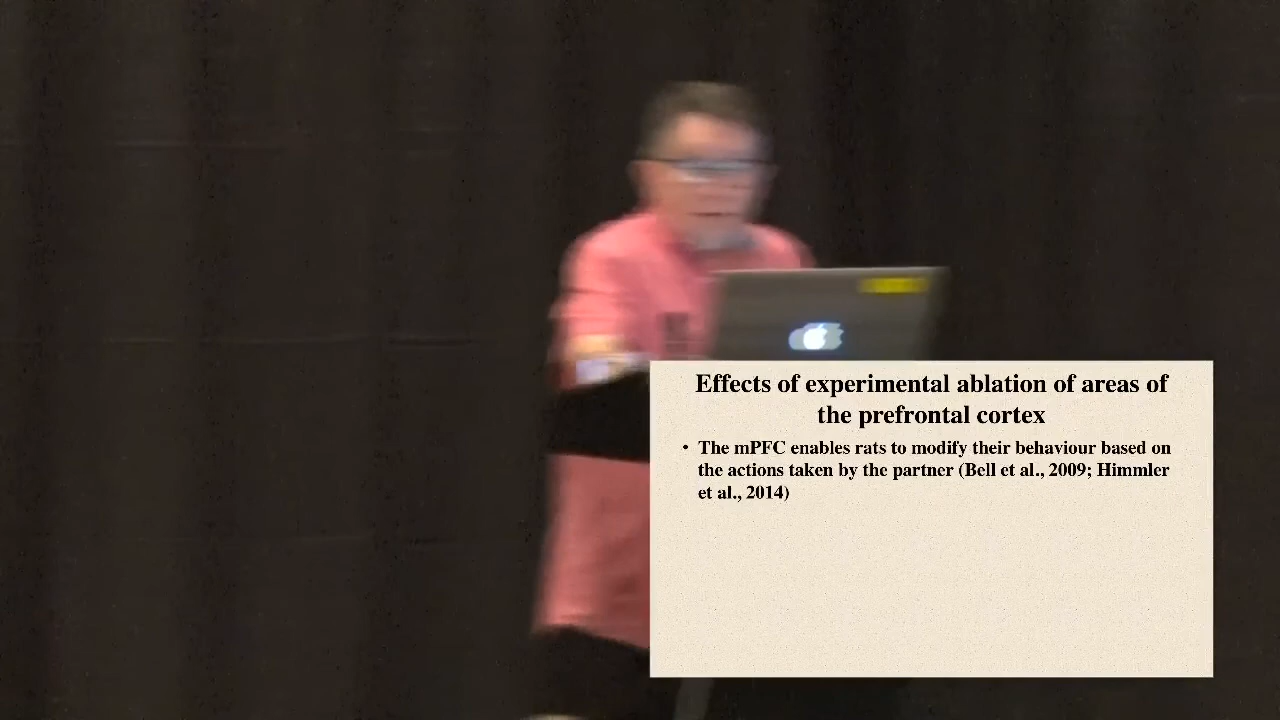 Effects of experimental ablation of areas of
the prefrontal cortex
• The mPFC enables rats to modify their behaviour based on
the actions taken by the partner (Bell et al., 2009; Himmler
et al., 2014)